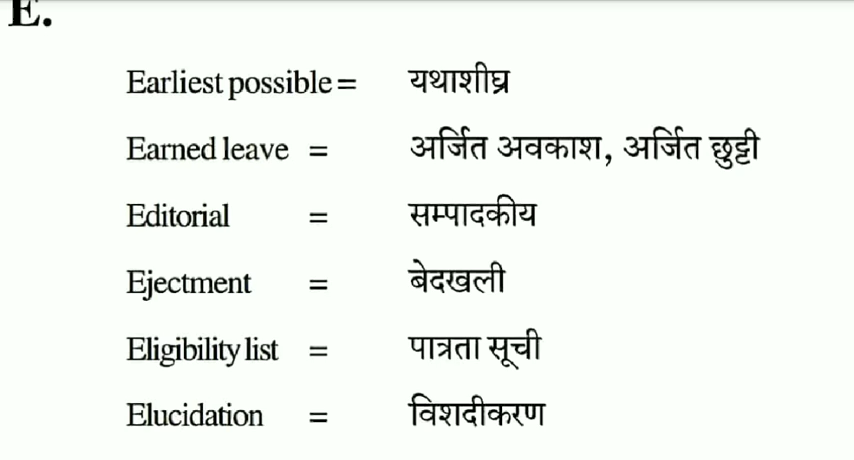 E.
Earliest possible = यथाशीघ्र
Earned leave = अर्जित अवकाश, अर्जित छुट्टी
Editorial = सम्पादकीय
Ejectment = बेदखली
Eligibility list = पात्रता सूची
Elucidation = विशदीकरण